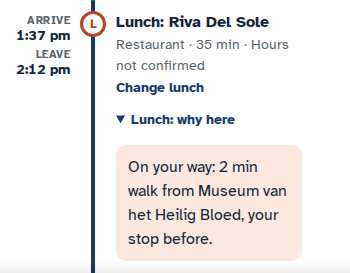 ARRIVE
1:37 pm
LEAVE
2:12 pm
L
Lunch: Riva Del Sole
Restaurant · 35 min · Hours
not confirmed
Change lunch
▼ Lunch: why here
On your way: 2 min
walk from Museum van
het Heilig Bloed, your
stop before.